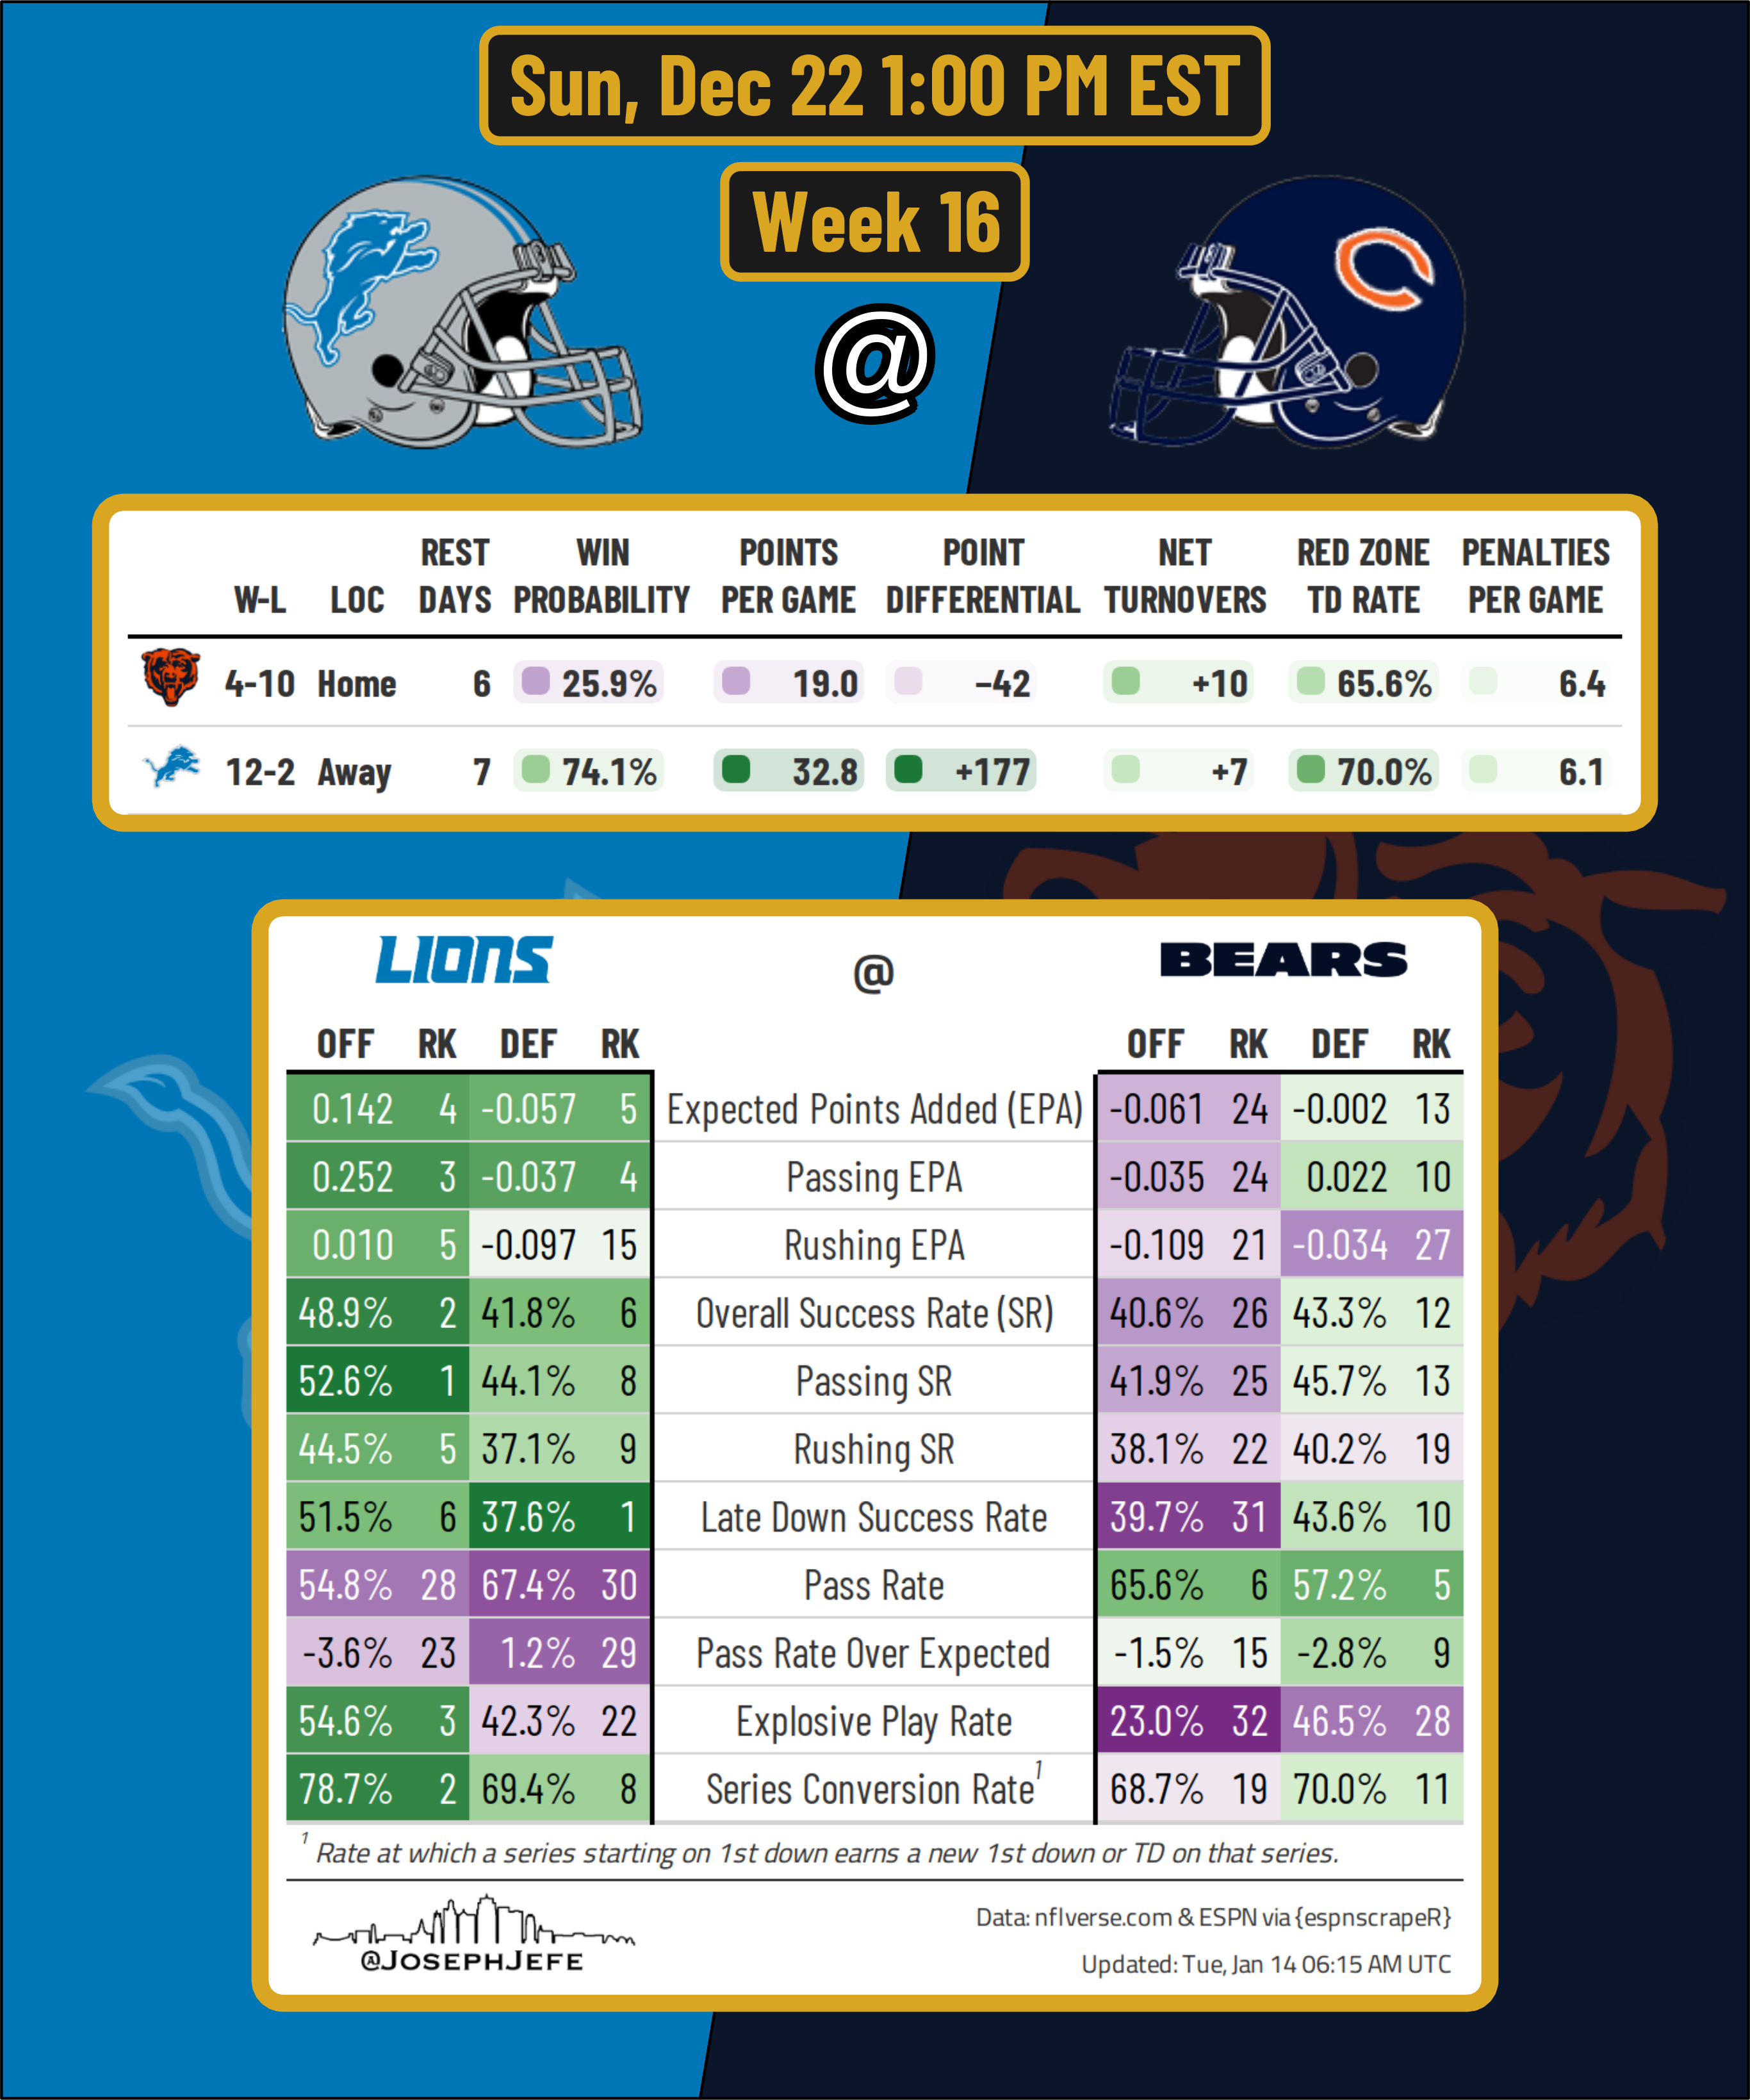 Sun, Dec 22 1:00 PM EST
Week 16
@
W-L LOC REST DAYS WIN PROBABILITY POINTS PER GAME POINT DIFFERENTIAL NET TURNOVERS RED ZONE TD RATE PENALTIES PER GAME
4-10 Home 6 25.9% 19.0 −42 +10 65.6% 6.4
12-2 Away 7 74.1% 32.8 +177 +7 70.0% 6.1
LIONS @ BEARS
OFF RK DEF RK OFF RK DEF RK
0.142 4 -0.057 5 Expected Points Added (EPA) -0.061 24 -0.002 13
0.252 3 -0.037 4 Passing EPA -0.035 24 0.022 10
0.010 5 -0.097 15 Rushing EPA -0.109 21 -0.034 27
48.9% 2 41.8% 6 Overall Success Rate (SR) 40.6% 26 43.3% 12
52.6% 1 44.1% 8 Passing SR 41.9% 25 45.7% 13
44.5% 5 37.1% 9 Rushing SR 38.1% 22 40.2% 19
51.5% 6 37.6% 1 Late Down Success Rate 39.7% 31 43.6% 10
54.8% 28 67.4% 30 Pass Rate 65.6% 6 57.2% 5
-3.6% 23 1.2% 29 Pass Rate Over Expected -1.5% 15 -2.8% 9
54.6% 3 42.3% 22 Explosive Play Rate 23.0% 32 46.5% 28
78.7% 2 69.4% 8 Series Conversion Rate1 68.7% 19 70.0% 11
1 Rate at which a series starting on 1st down earns a new 1st down or TD on that series.
@JOSEPHJEFE
Data: nflverse.com & ESPN via {espnscrapeR}
Updated: Tue, Jan 14 06:15 AM UTC